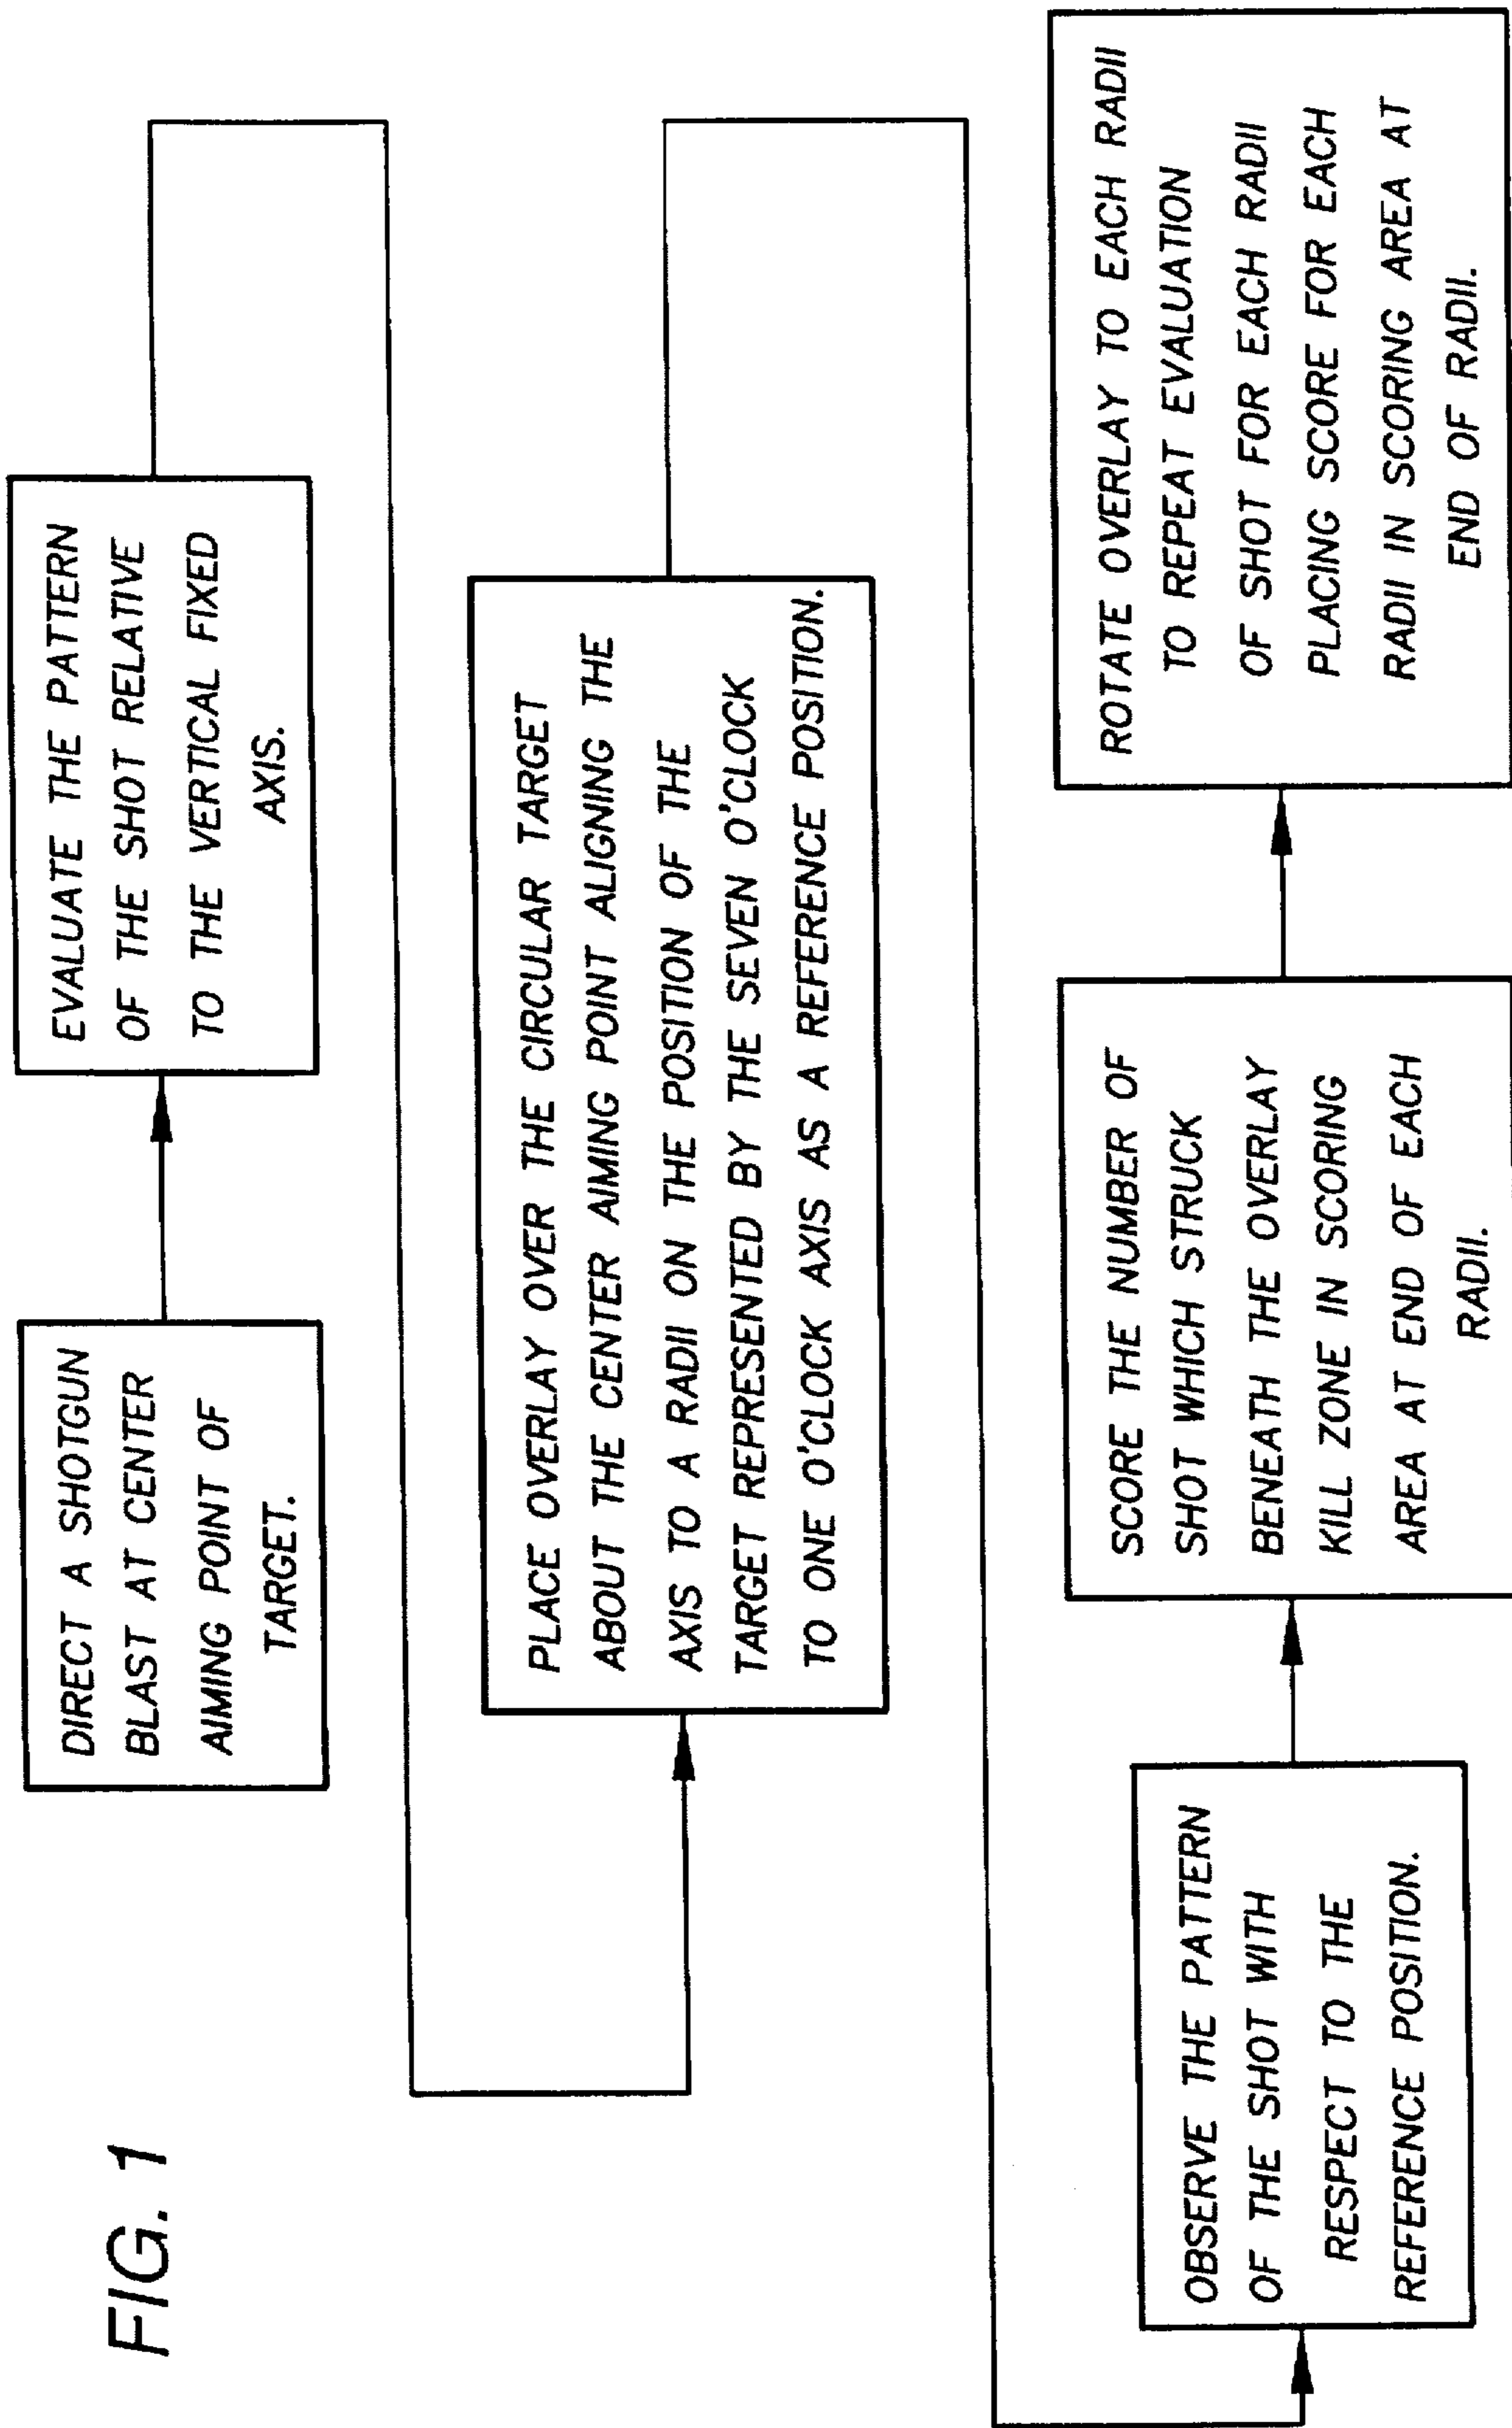 FIG. 1
DIRECT A SHOTGUN
BLAST AT CENTER
AIMING POINT OF
TARGET.
EVALUATE THE PATTERN
OF THE SHOT RELATIVE
TO THE VERTICAL FIXED
AXIS.
PLACE OVERLAY OVER THE CIRCULAR TARGET
ABOUT THE CENTER AIMING POINT ALIGNING THE
AXIS TO A RADII ON THE POSITION OF THE
TARGET REPRESENTED BY THE SEVEN O'CLOCK
TO ONE O'CLOCK AXIS AS A REFERENCE POSITION.
OBSERVE THE PATTERN
OF THE SHOT WITH
RESPECT TO THE
REFERENCE POSITION.
SCORE THE NUMBER OF
SHOT WHICH STRUCK
BENEATH THE OVERLAY
KILL ZONE IN SCORING
AREA AT END OF EACH
RADII.
ROTATE OVERLAY TO EACH RADII
TO REPEAT EVALUATION
OF SHOT FOR EACH RADII
PLACING SCORE FOR EACH
RADII IN SCORING AREA AT
END OF RADII.